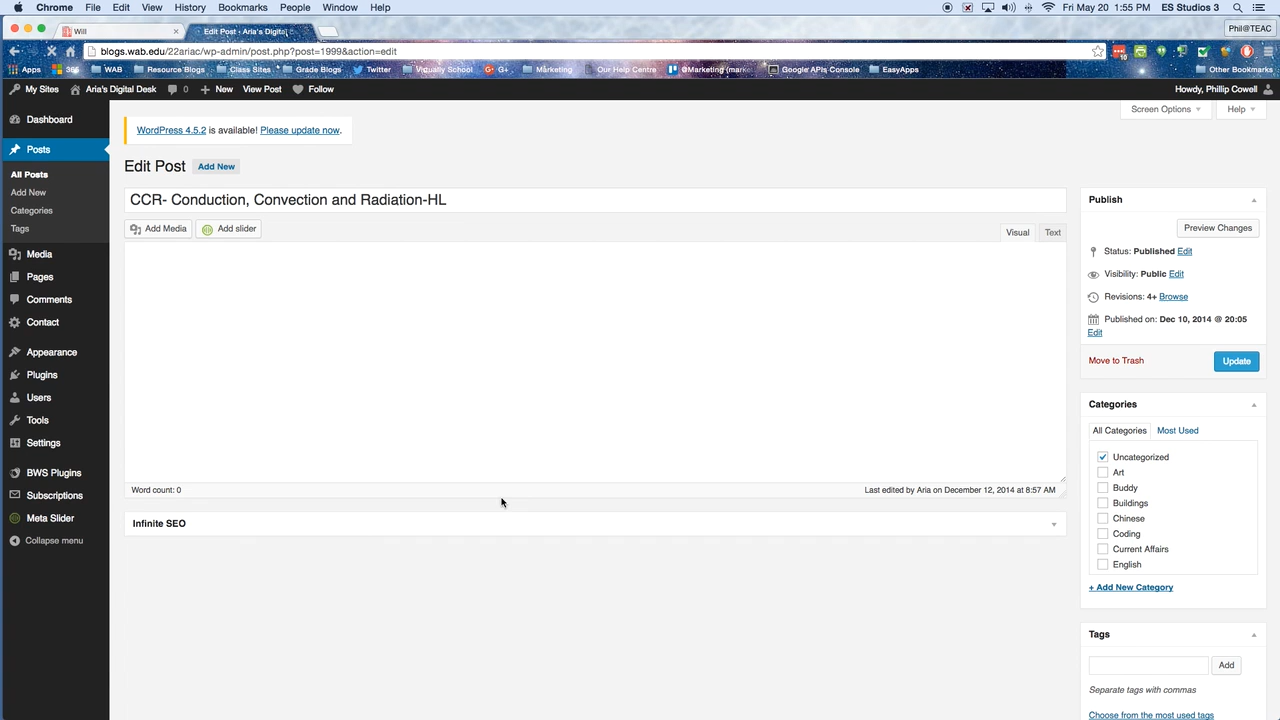 Chrome File Edit View History Bookmarks People Window Help Fri May 20 1:55 PM ES Studios 3
Will Edit Post ‹ Aria's Digital Phil@TEAC
blogs.wab.edu/22ariac/wp-admin/post.php?post=1999&action=edit
Apps 365 WAB Resource Blogs Class Sites Grade Blogs Twitter Virtually School G+ Marketing Our Help Centre @Marketing (mark Google APIs Console EasyApps Other Bookmarks
My Sites Aria's Digital Desk 0 New View Post Follow Howdy, Phillip Cowell
Screen Options Help
Dashboard
Posts
All Posts
Add New
Categories
Tags
Media
Pages
Comments
Contact
Appearance
Plugins
Users
Tools
Settings
BWS Plugins
Subscriptions
Meta Slider
Collapse menu
WordPress 4.5.2 is available! Please update now.
Edit Post Add New
CCR- Conduction, Convection and Radiation-HL
Add Media Add slider Visual Text
Word count: 0 Last edited by Aria on December 12, 2014 at 8:57 AM
Infinite SEO
Publish
Preview Changes
Status: Published Edit
Visibility: Public Edit
Revisions: 4+ Browse
Published on: Dec 10, 2014 @ 20:05
Edit
Move to Trash Update
Categories
All Categories Most Used
Uncategorized
Art
Buddy
Buildings
Chinese
Coding
Current Affairs
English
+ Add New Category
Tags
Add
Separate tags with commas
Choose from the most used tags